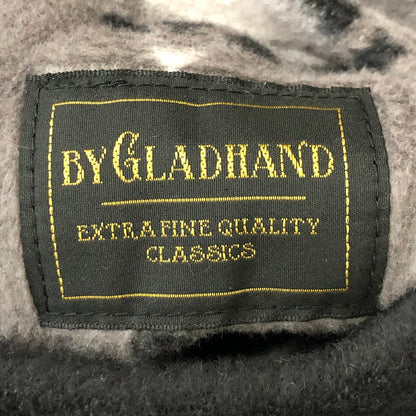 BY GLADHAND
EXTRA FINE QUALITY
CLASSICS